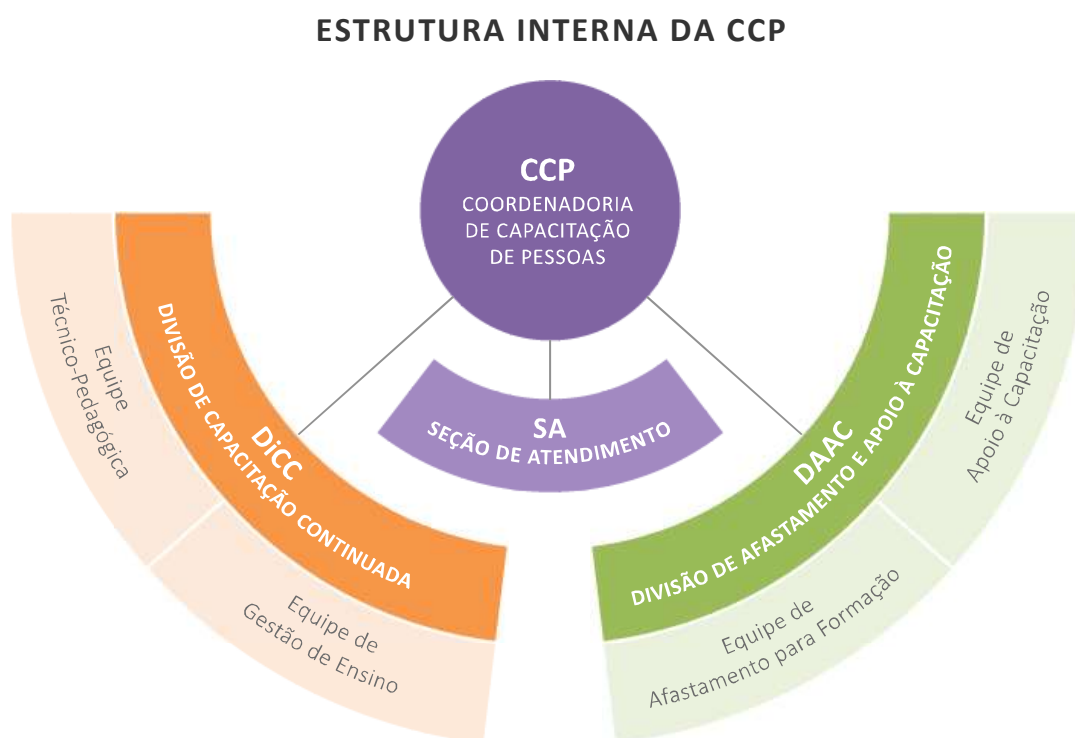 ESTRUTURA INTERNA DA CCP
CCP
COORDENADORIA
DE CAPACITAÇÃO
DE PESSOAS
SA
SEÇÃO DE ATENDIMENTO
DiCC
DIVISÃO DE CAPACITAÇÃO CONTINUADA
Equipe
Técnico-Pedagógica
Equipe de
Gestão de Ensino
DAAC
DIVISÃO DE AFASTAMENTO E APOIO À CAPACITAÇÃO
Equipe de
Afastamento para Formação
Equipe de
Apoio à Capacitação